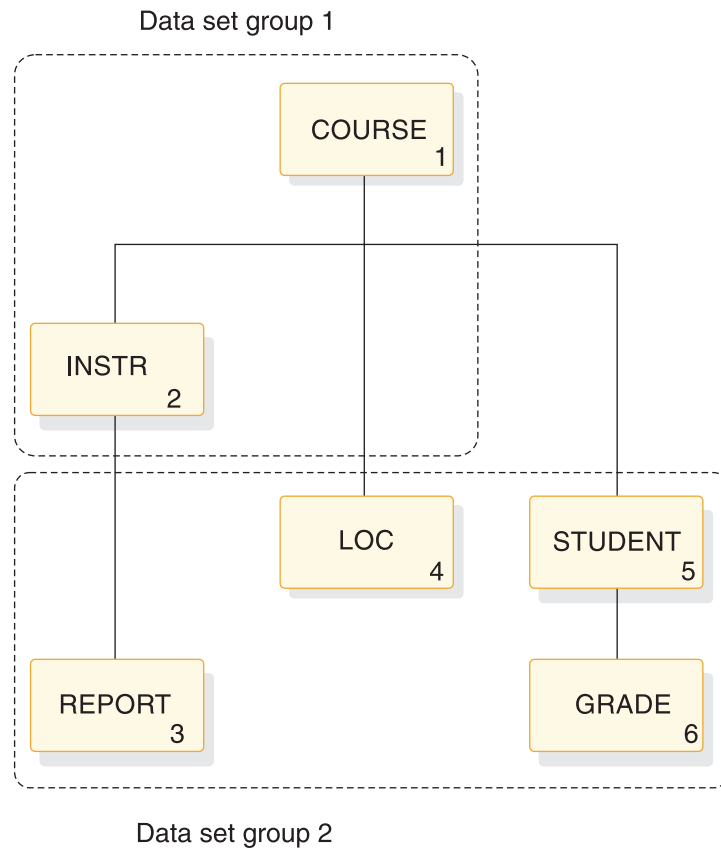 Data set group 1
COURSE
1
INSTR
2
LOC
4
STUDENT
5
REPORT
3
GRADE
6
Data set group 2